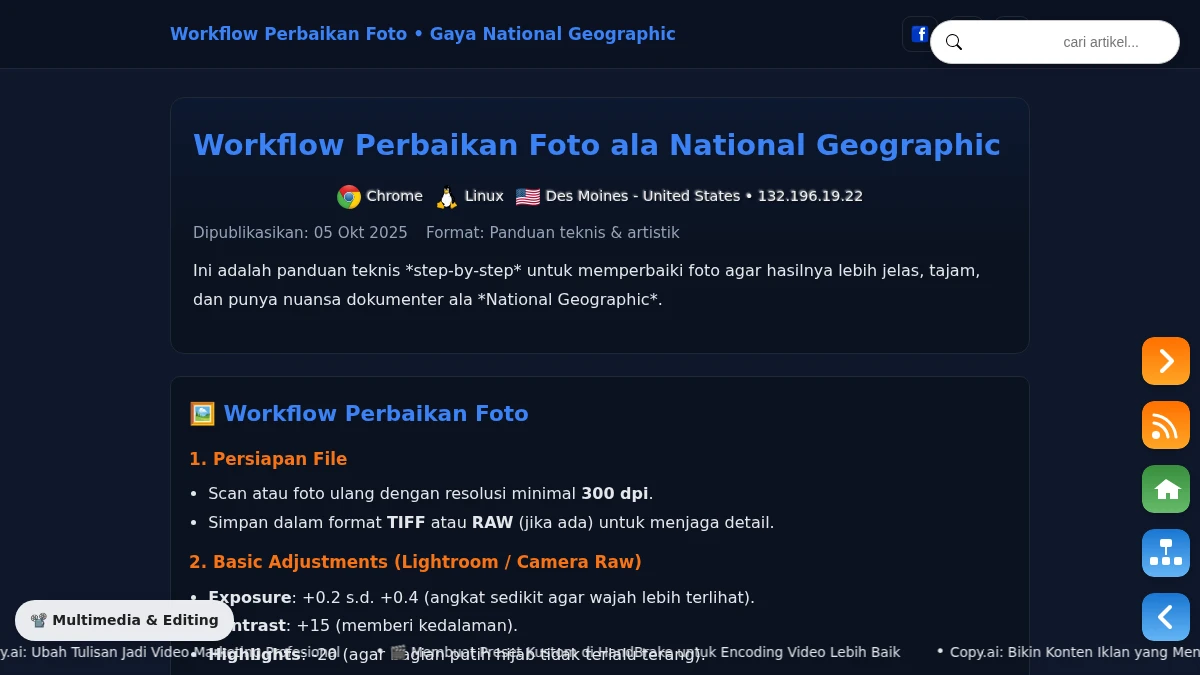 Workflow Perbaikan Foto • Gaya National Geographic
cari artikel...
Workflow Perbaikan Foto ala National Geographic
Chrome Linux Des Moines - United States • 132.196.19.22
Dipublikasikan: 05 Okt 2025 Format: Panduan teknis & artistik
Ini adalah panduan teknis *step-by-step* untuk memperbaiki foto agar hasilnya lebih jelas, tajam,
dan punya nuansa dokumenter ala *National Geographic*.
🖼️ Workflow Perbaikan Foto
1. Persiapan File
• Scan atau foto ulang dengan resolusi minimal 300 dpi.
• Simpan dalam format TIFF atau RAW (jika ada) untuk menjaga detail.
2. Basic Adjustments (Lightroom / Camera Raw)
• Exposure: +0.2 s.d. +0.4 (angkat sedikit agar wajah lebih terlihat).
📽️ Multimedia & Editing
ntrast: +15 (memberi kedalaman).
• Highlights: -20 (agar bagian putih hijab tidak terlalu terang).
y.ai: Ubah Tulisan Jadi Video Marketing Profesional • 🎬 Membuat Preset Kustom di HandBrake untuk Encoding Video Lebih Baik • Copy.ai: Bikin Konten Iklan yang Men